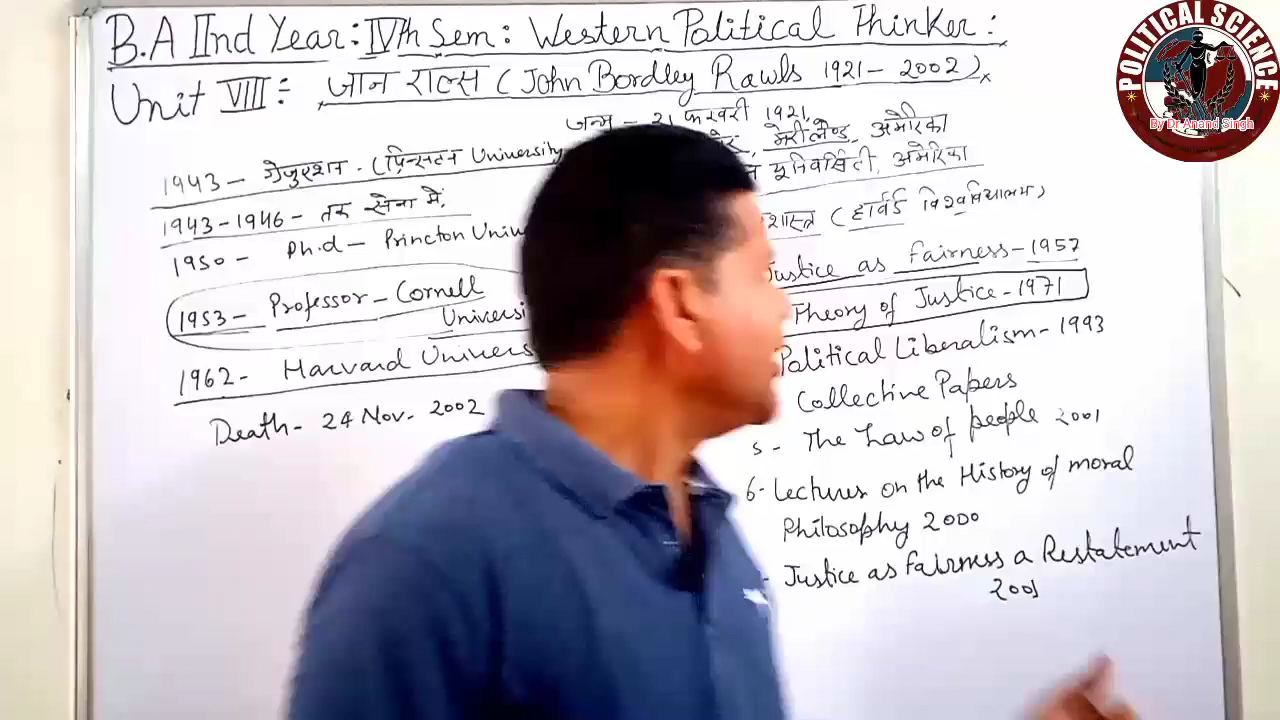 B.A IInd Year: IVth Sem: Western Political Thinker:
Unit VIII: जान राल्स (John Bordley Rawls 1921-2002)
जन्म - 21 फरवरी 1921,
मेरीलैण्ड, अमेरिका
1943 - ग्रेजुएशन. (प्रिन्सटन University
यूनिवर्सिटी, अमेरिका
1943-1946 - तक सेना में,
(हार्वर्ड विश्वविद्यालय)
1950 - Ph.d - Princton
Justice as fairness - 1957
1953 - Professor - Cornell
Theory of Justice - 1971
Political Liberalism - 1993
1962 - Harvard
Collective Papers
Death - 24 Nov. 2002
5 - The Law of people 2001
6 - Lectures on the History of moral
Philosophy 2000
Justice as fairness a Restatement
2001
POLITICAL SCIENCE
By Dr Anand Singh